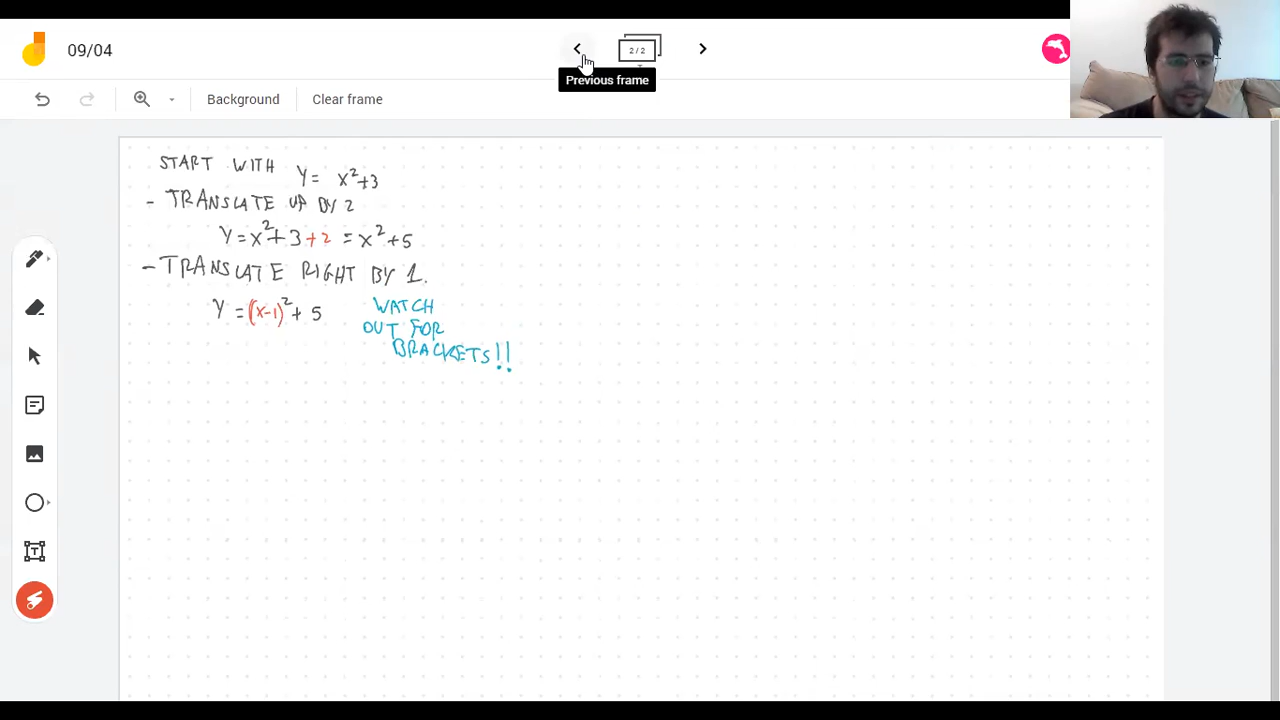 09/04
2 / 2
Previous frame
Background
Clear frame
START WITH y = x²+3
- TRANSLATE UP BY 2
y = x²+3+2 = x²+5
- TRANSLATE RIGHT BY 1.
y = (x-1)² + 5
WATCH
OUT FOR
BRACKETS!!